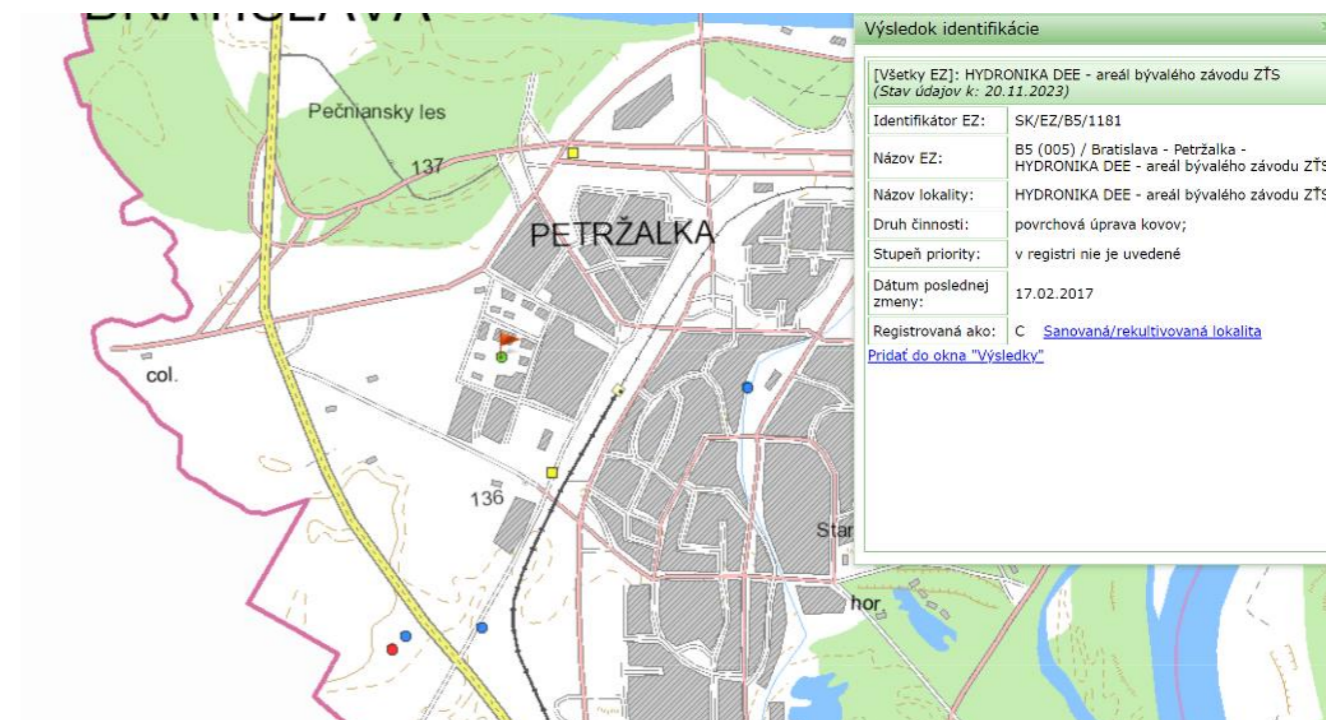 BRATISLAVA
Pečniansky les
137
PETRŽALKA
col.
136
Star
hor.
Výsledok identifikácie
[Všetky EZ]: HYDRONIKA DEE - areál bývalého závodu ZŤS
(Stav údajov k: 20.11.2023)
Identifikátor EZ: SK/EZ/B5/1181
Názov EZ: B5 (005) / Bratislava - Petržalka -
HYDRONIKA DEE - areál bývalého závodu ZŤS
Názov lokality: HYDRONIKA DEE - areál bývalého závodu ZŤS
Druh činnosti: povrchová úprava kovov;
Stupeň priority: v registri nie je uvedené
Dátum poslednej
zmeny: 17.02.2017
Registrovaná ako: C Sanovaná/rekultivovaná lokalita
Pridať do okna "Výsledky"